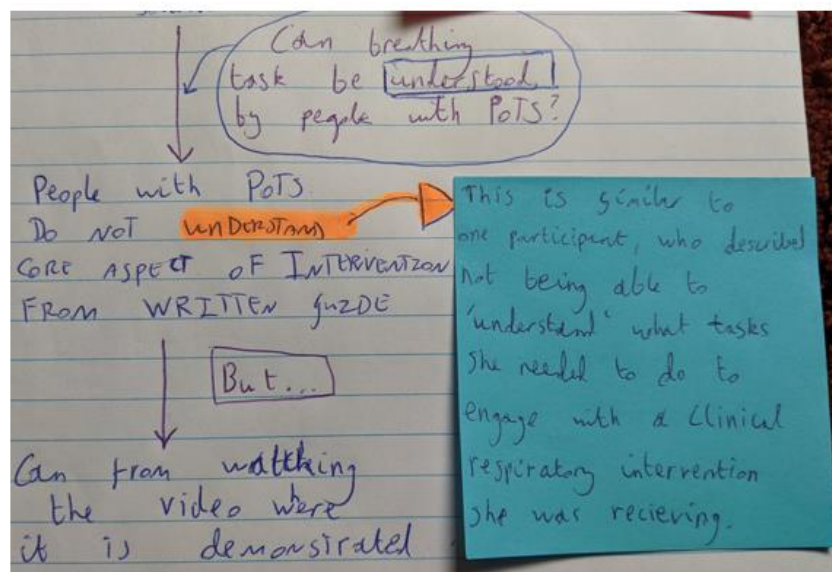 Can breathing
task be understood
by people with PoTS?
People with PoTS
Do NOT UNDERSTAND
CORE ASPECT OF INTERVENTION
FROM WRITTEN GUIDE
But...
Can from watching
the video were
it is demonstrated
This is similar to
one participant, who described
not being able to
'understand' what tasks
she needed to do to
engage with a Clinical
respiratory intervention
she was recieving.